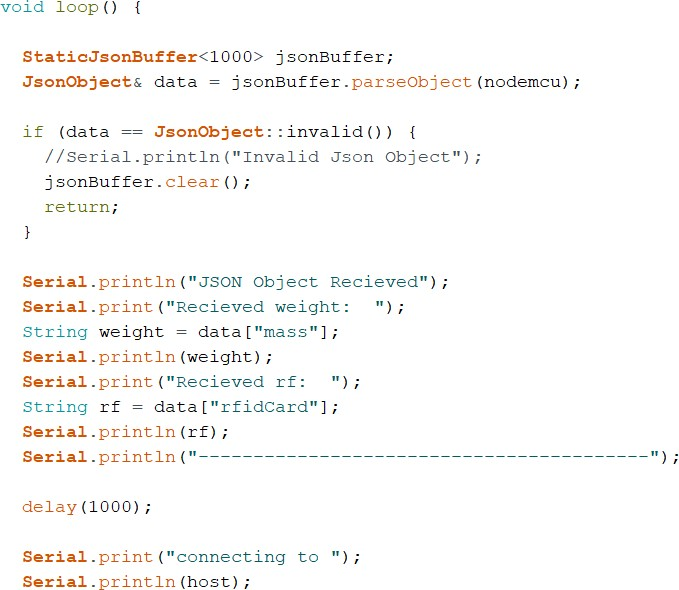 void loop() {
StaticJsonBuffer<1000> jsonBuffer;
JsonObject& data = jsonBuffer.parseObject(nodemcu);
if (data == JsonObject::invalid()) {
//Serial.println("Invalid Json Object");
jsonBuffer.clear();
return;
}
Serial.println("JSON Object Recieved");
Serial.print("Recieved weight:  ");
String weight = data["mass"];
Serial.println(weight);
Serial.print("Recieved rf:  ");
String rf = data["rfidCard"];
Serial.println(rf);
Serial.println("-----------------------------------------");
delay(1000);
Serial.print("connecting to ");
Serial.println(host);